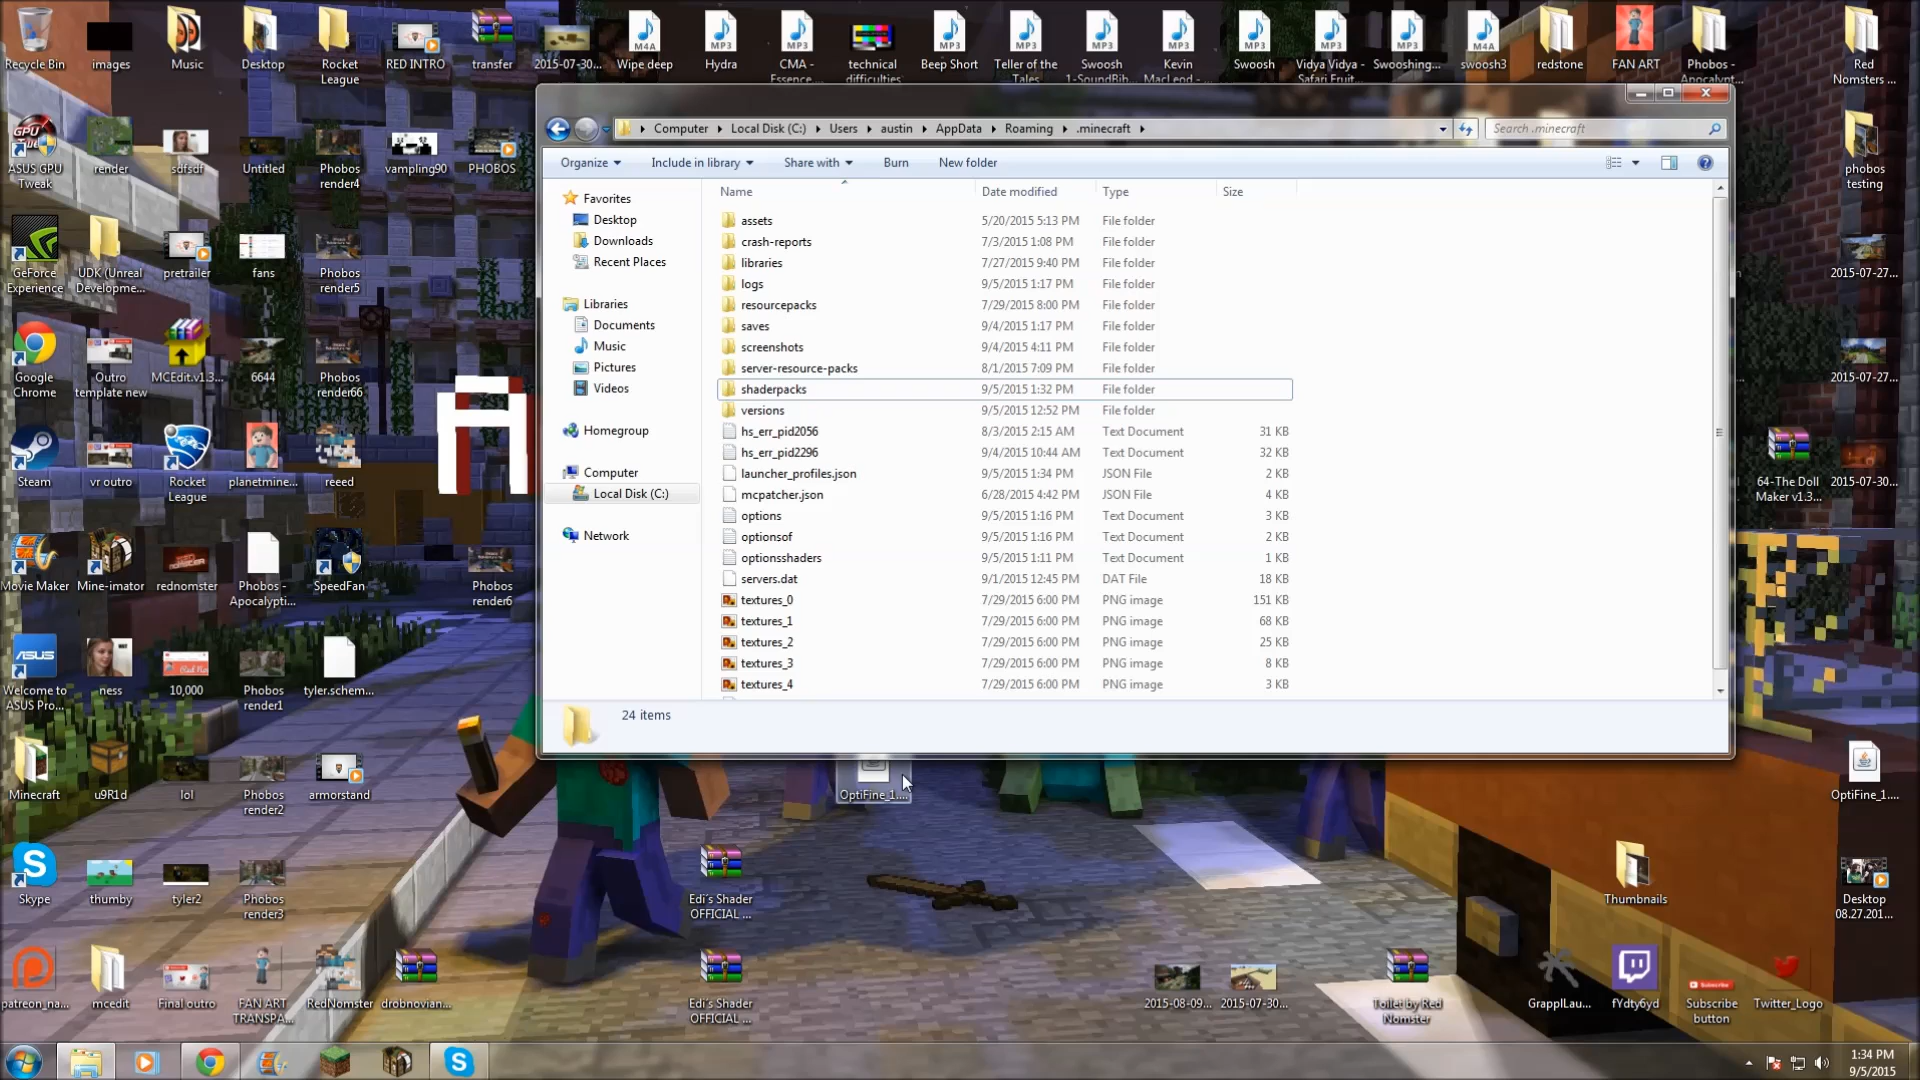 Recycle Bin
images
Music
Desktop
Rocket
League
RED INTRO
transfer
2015-07-30...
Wipe deep
Hydra
CMA -
Essence ...
technical
difficulties
Beep Short
Teller of the
Tales
Swoosh
1-SoundBib...
Kevin
MacLeod - ...
Swoosh
Vidya Vidya -
Safari Fruit...
Swooshing...
swoosh3
redstone
FAN ART
Phobos -
Apocalypt...
Red
Nomsters ...
M4A
MP3
MP3
MP3
MP3
MP3
MP3
MP3
MP3
MP3
M4A
Computer
Local Disk (C:)
Users
austin
AppData
Roaming
.minecraft
Search .minecraft
Organize
Include in library
Share with
Burn
New folder
Name
Date modified
Type
Size
Favorites
Desktop
Downloads
Recent Places
Libraries
Documents
Music
Pictures
Videos
Homegroup
Computer
Local Disk (C:)
Network
assets 5/20/2015 5:13 PM File folder
crash-reports 7/3/2015 1:08 PM File folder
libraries 7/27/2015 9:40 PM File folder
logs 9/5/2015 1:17 PM File folder
resourcepacks 7/29/2015 8:00 PM File folder
saves 9/4/2015 1:17 PM File folder
screenshots 9/4/2015 4:11 PM File folder
server-resource-packs 8/1/2015 7:09 PM File folder
shaderpacks 9/5/2015 1:32 PM File folder
versions 9/5/2015 12:52 PM File folder
hs_err_pid2056 8/3/2015 2:15 AM Text Document 31 KB
hs_err_pid2296 9/4/2015 10:44 AM Text Document 32 KB
launcher_profiles.json 9/5/2015 1:34 PM JSON File 2 KB
mcpatcher.json 6/28/2015 4:42 PM JSON File 4 KB
options 9/5/2015 1:16 PM Text Document 3 KB
optionsof 9/5/2015 1:16 PM Text Document 2 KB
optionsshaders 9/5/2015 1:11 PM Text Document 1 KB
servers.dat 9/1/2015 12:45 PM DAT File 18 KB
textures_0 7/29/2015 6:00 PM PNG image 151 KB
textures_1 7/29/2015 6:00 PM PNG image 68 KB
textures_2 7/29/2015 6:00 PM PNG image 25 KB
textures_3 7/29/2015 6:00 PM PNG image 8 KB
textures_4 7/29/2015 6:00 PM PNG image 3 KB
24 items
ASUS GPU
Tweak
render
sdfsdf
Untitled
Phobos
render4
vampling90
PHOBOS
phobos
testing
GeForce
Experience
UDK (Unreal
Developme...
pretrailer
fans
Phobos
render5
2015-07-27...
Google
Chrome
Outro
template new
MCEdit.v1.3...
6644
Phobos
render66
2015-07-27...
Steam
vr outro
Rocket
League
planetmine...
reeed
64-The Doll
Maker v1.3...
2015-07-30...
Movie Maker
Mine-imator
rednomster
Phobos -
Apocalypti...
SpeedFan
Phobos
render6
Welcome to
ASUS Pro...
ness
10,000
Phobos
render1
tyler.schem...
Minecraft
u9R1d
lol
Phobos
render2
armorstand
OptiFine_1....
OptiFine_1....
Skype
thumby
tyler2
Phobos
render3
Edi´s Shader
OFFICIAL ...
Thumbnails
Desktop
08.27.201...
patreon_na...
mcedit
Final outro
FAN ART
TRANSPA...
RedNomster
drobnovian...
Edi´s Shader
OFFICIAL ...
2015-08-09...
2015-07-30...
Toilet by Red
Nomster
GrapplLau...
fYdty6yd
Subscribe
button
Twitter_Logo
1:34 PM
9/5/2015